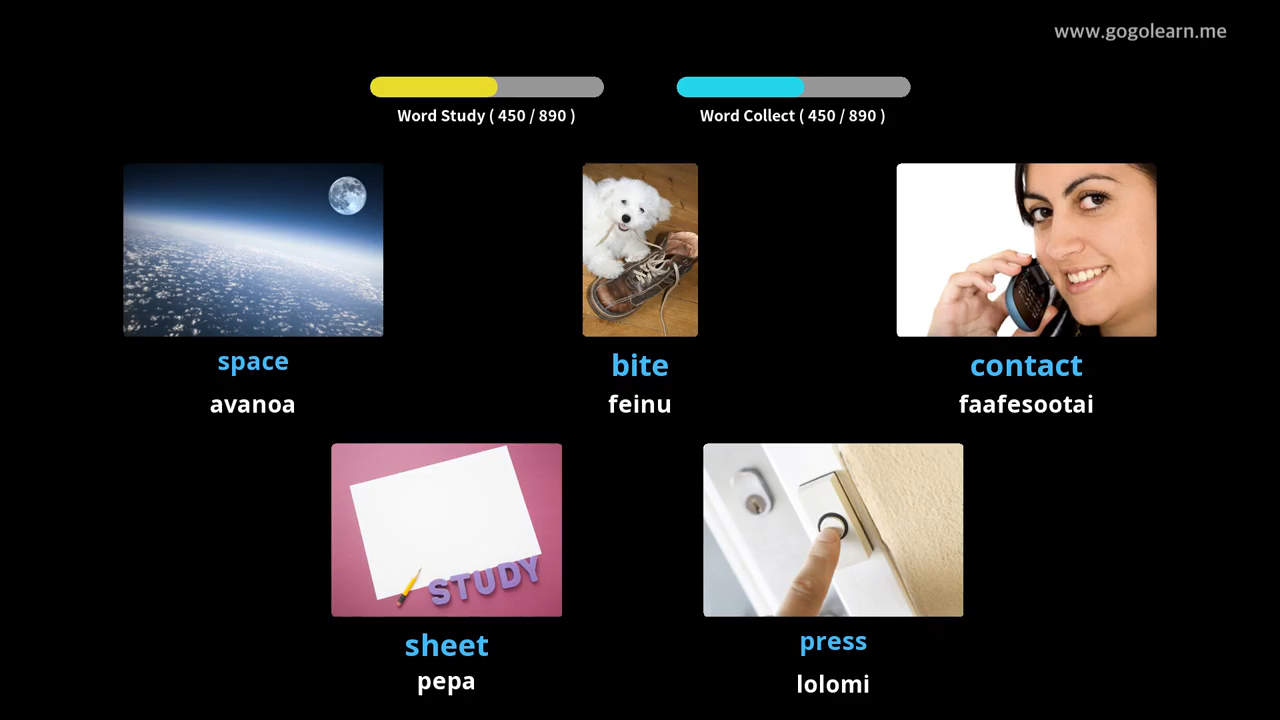 www.gogolearn.me
Word Study ( 450 / 890 )
Word Collect ( 450 / 890 )
space
avanoa
bite
feinu
contact
faafesootai
STUDY
sheet
pepa
press
lolomi